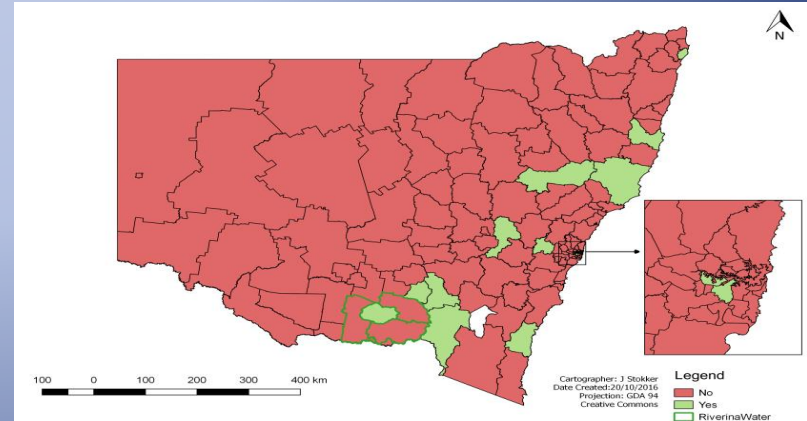 N
100 0 100 200 300 400 km
Cartographer: J Stokker
Date Created:20/10/2016
Projection: GDA 94
Creative Commons
Legend
No
Yes
RiverinaWater